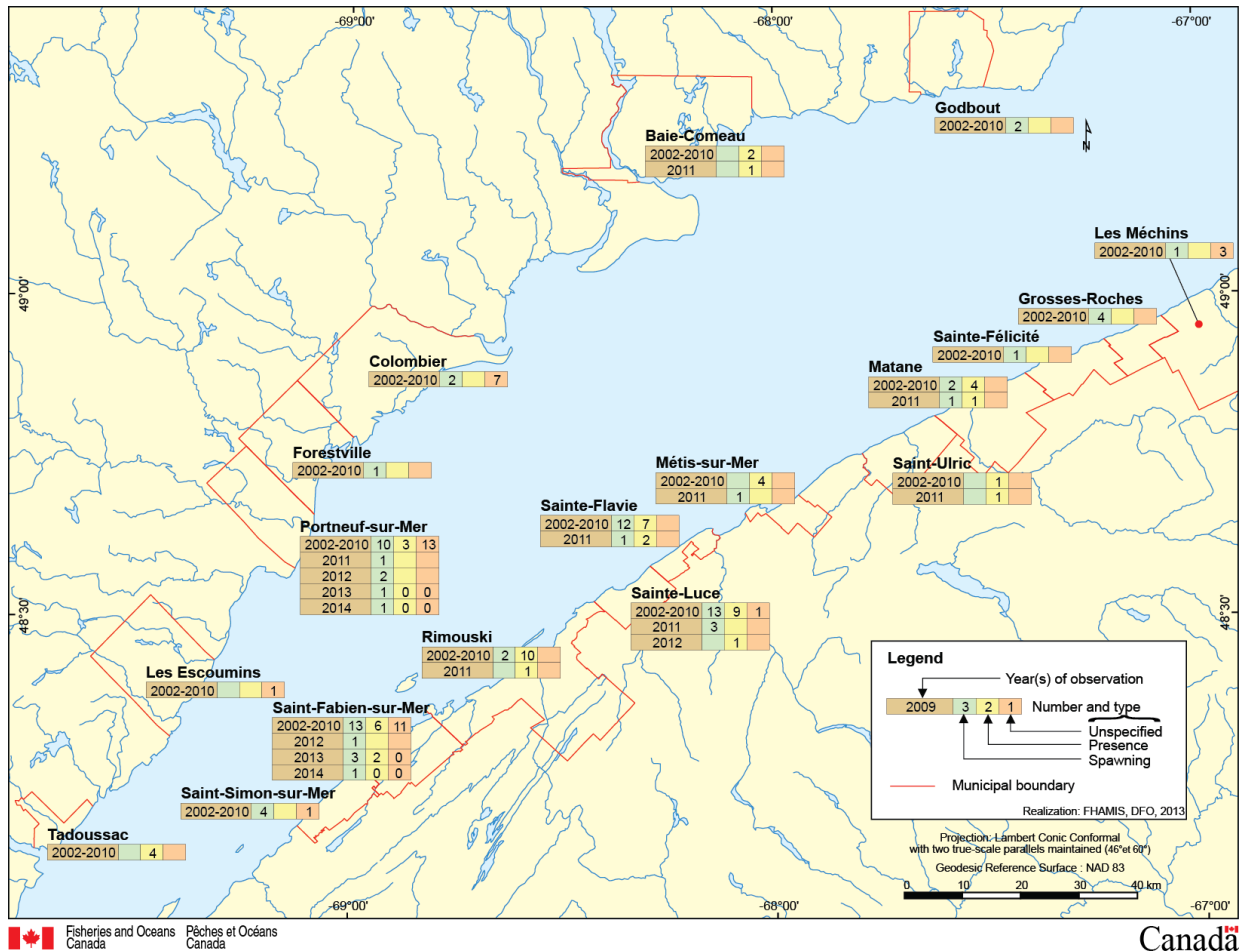 -69°00'
-68°00'
-67°00'
Godbout
2002-2010 2
N
Baie-Comeau
2002-2010 2
2011 1
Les Méchins
2002-2010 1 3
49°00'
49°00'
Grosses-Roches
2002-2010 4
Sainte-Félicité
2002-2010 1
Colombier
2002-2010 2 7
Matane
2002-2010 2 4
2011 1 1
Forestville
2002-2010 1
Métis-sur-Mer
2002-2010 4
2011 1
Saint-Ulric
2002-2010 1
2011 1
Sainte-Flavie
2002-2010 12 7
2011 1 2
Portneuf-sur-Mer
2002-2010 10 3 13
2011 1
2012 2
2013 1 0 0
2014 1 0 0
48°30'
48°30'
Sainte-Luce
2002-2010 13 9 1
2011 3
2012 1
Rimouski
2002-2010 2 10
2011 1
Les Escoumins
2002-2010 1
Saint-Fabien-sur-Mer
2002-2010 13 6 11
2012 1
2013 3 2 0
2014 1 0 0
Saint-Simon-sur-Mer
2002-2010 4 1
Tadoussac
2002-2010 4
Legend
Year(s) of observation
2009 3 2 1 Number and type
Unspecified
Presence
Spawning
Municipal boundary
Realization: FHAMIS, DFO, 2013
Projection: Lambert Conic Conformal
with two true-scale parallels maintained (46°et 60°)
Geodesic Reference Surface : NAD 83
0 10 20 30 40 km
-69°00'
-68°00'
-67°00'
Fisheries and Oceans Pêches et Océans
Canada Canada
Canada